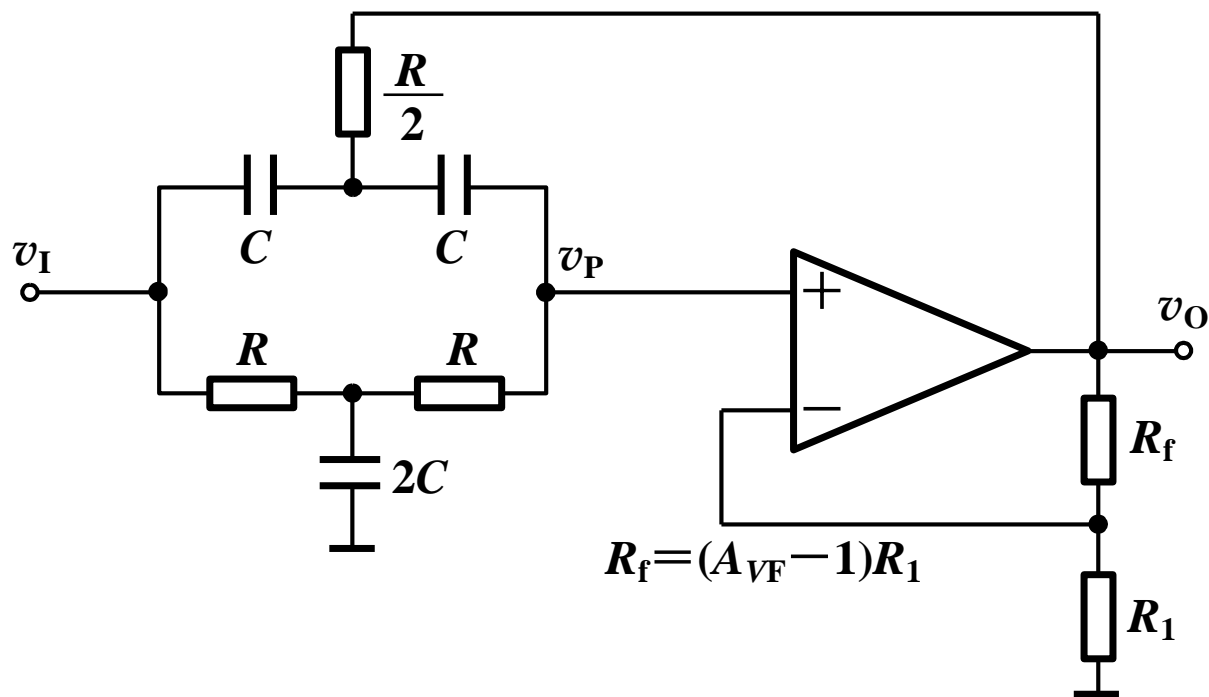 R/2
C
C
v_I
v_P
+
v_O
R
R
−
R_f
2C
R_f=(A_VF−1)R_1
R_1